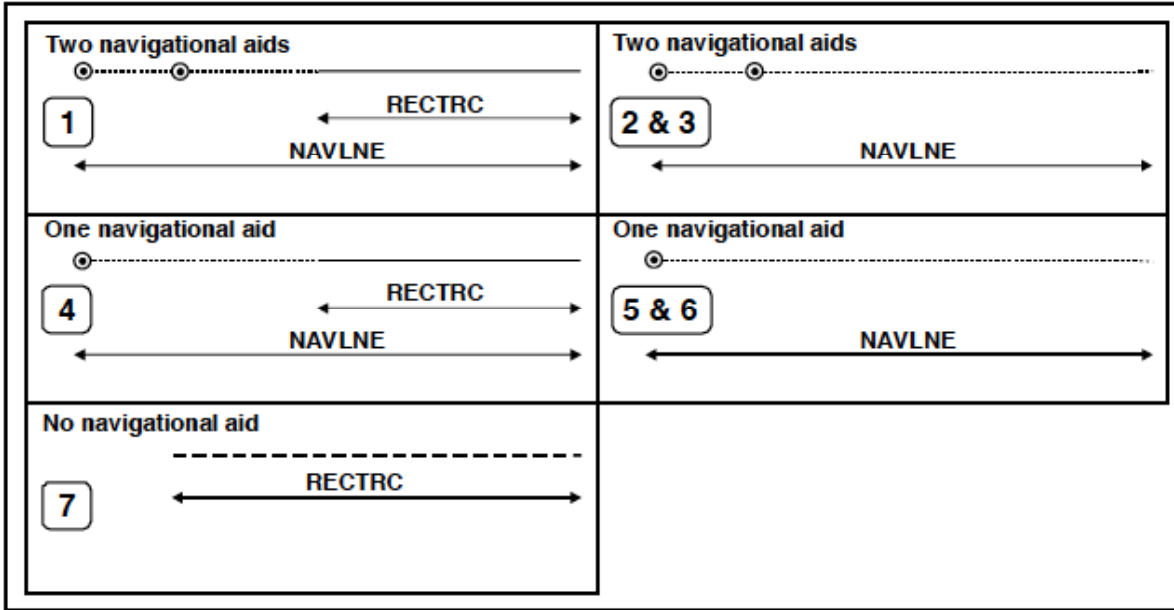 Two navigational aids
RECTRC
1
NAVLNE
Two navigational aids
2 & 3
NAVLNE
One navigational aid
RECTRC
4
NAVLNE
One navigational aid
5 & 6
NAVLNE
No navigational aid
RECTRC
7